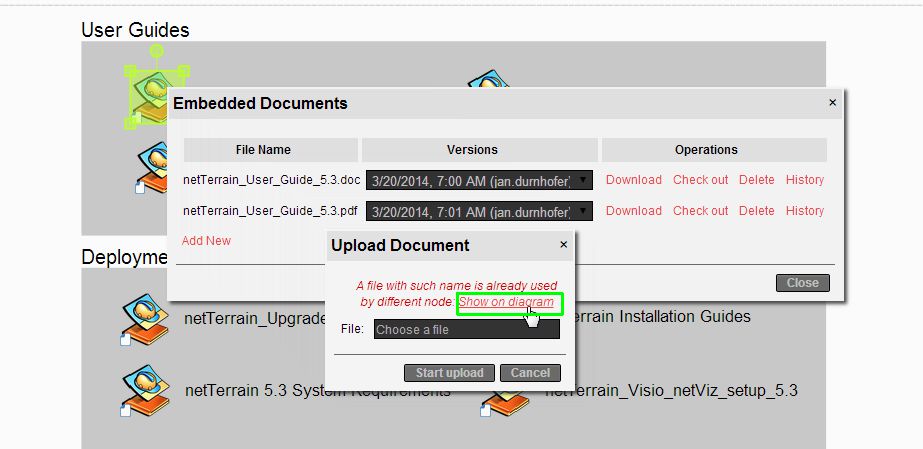 User Guides
Embedded Documents ×
File Name Versions Operations
netTerrain_User_Guide_5.3.doc 3/20/2014, 7:00 AM (jan.durnhofer) Download Check out Delete History
netTerrain_User_Guide_5.3.pdf 3/20/2014, 7:01 AM (jan.durnhofer) Download Check out Delete History
Add New
Upload Document ×
Deployme
Close
A file with such name is already used
by different node: Show on diagram
netTerrain_Upgrade
Installation Guides
File: Choose a file
Start upload Cancel
netTerrain 5.3 System Requirements netTerrain_Visio_netViz_setup_5.3